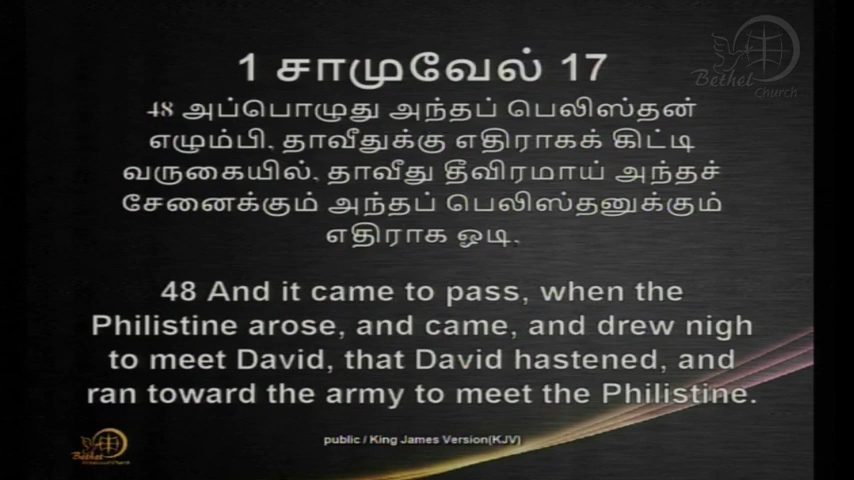 Bethel
Church
1 சாமுவேல் 17
48 அப்பொழுது அந்தப் பெலிஸ்தன்
எழும்பி, தாவீதுக்கு எதிராகக் கிட்டி
வருகையில், தாவீது தீவிரமாய் அந்தச்
சேனைக்கும் அந்தப் பெலிஸ்தனுக்கும்
எதிராக ஓடி,
48 And it came to pass, when the
Philistine arose, and came, and drew nigh
to meet David, that David hastened, and
ran toward the army to meet the Philistine.
public / King James Version(KJV)
Bethel